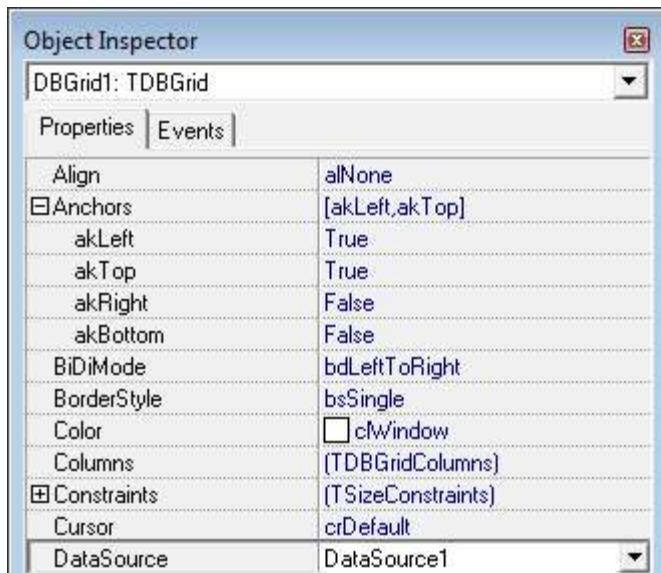 Object Inspector
DBGrid1: TDBGrid
Properties Events
Align alNone
Anchors [akLeft,akTop]
akLeft True
akTop True
akRight False
akBottom False
BiDiMode bdLeftToRight
BorderStyle bsSingle
Color clWindow
Columns (TDBGridColumns)
Constraints (TSizeConstraints)
Cursor crDefault
DataSource DataSource1